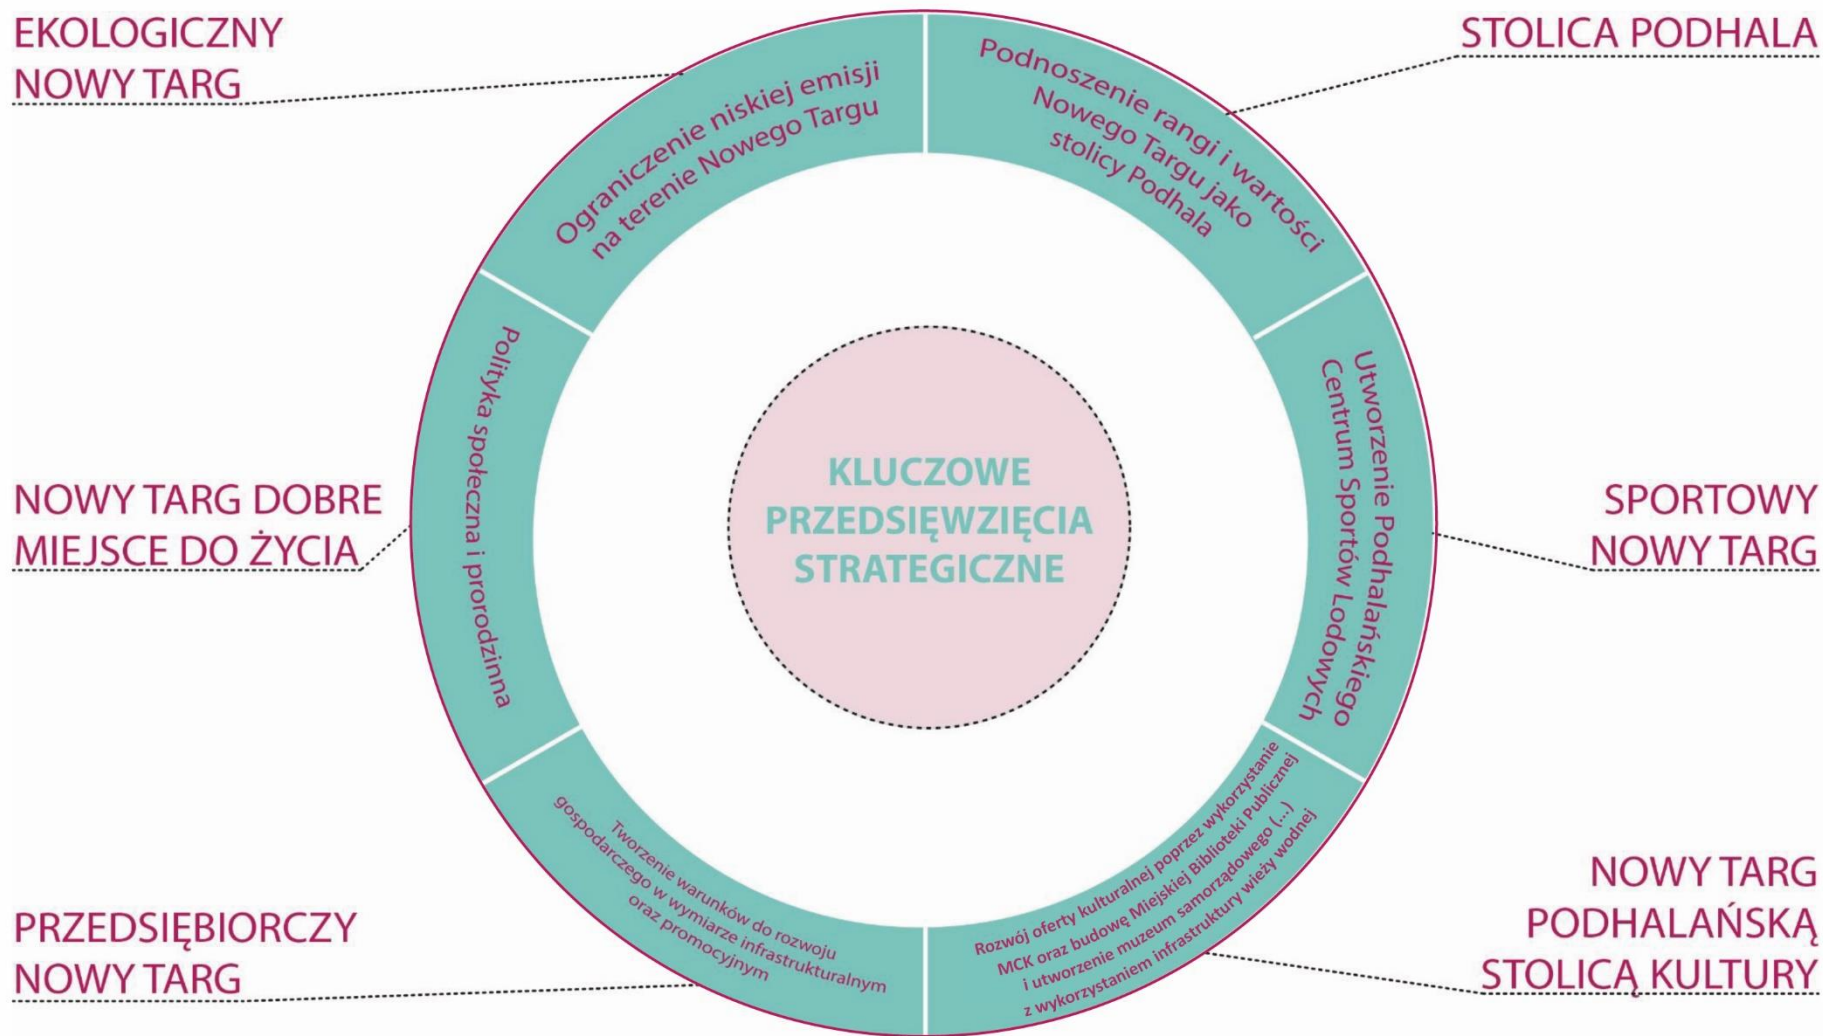 EKOLOGICZNY
NOWY TARG
STOLICA PODHALA
Ograniczenie niskiej emisji
na terenie Nowego Targu
Podnoszenie rangi i wartości
Nowego Targu jako
stolicy Podhala
NOWY TARG DOBRE
MIEJSCE DO ŻYCIA
Polityka społeczna i prorodzinna
KLUCZOWE
PRZEDSIĘWZIĘCIA
STRATEGICZNE
Utworzenie Podhalańskiego
Centrum Sportów Lodowych
SPORTOWY
NOWY TARG
PRZEDSIĘBIORCZY
NOWY TARG
Tworzenie warunków do rozwoju
gospodarczego w wymiarze infrastrukturalnym
oraz promocyjnym
Rozwój oferty kulturalnej poprzez wykorzystanie
MCK oraz budowę Miejskiej Biblioteki Publicznej
i utworzenie muzeum samorządowego (...)
z wykorzystaniem infrastruktury wieży wodnej
NOWY TARG
PODHALAŃSKĄ
STOLICĄ KULTURY